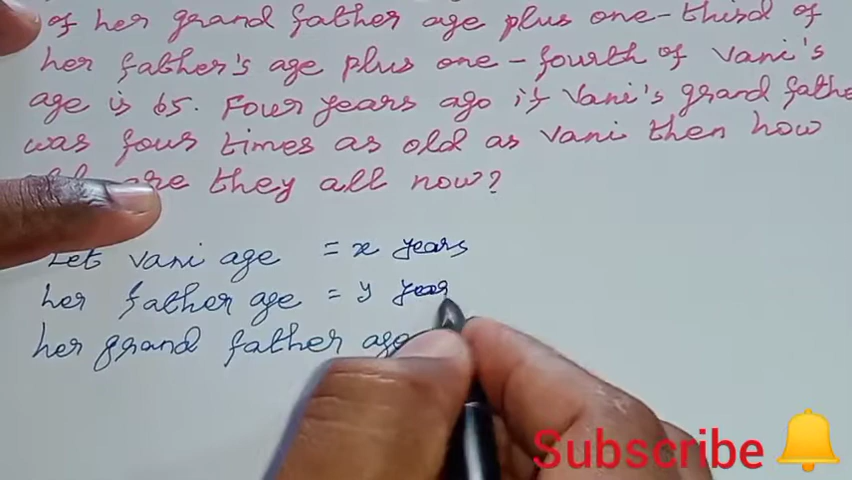 of her grand father age plus one-third of
her father's age plus one-fourth of Vani's
age is 65. Four years ago if Vani's grand fathe
was four times as old as Vani then how
are they all now?
Let vani age = x years
her father age = y year
her grand father age
Subscribe